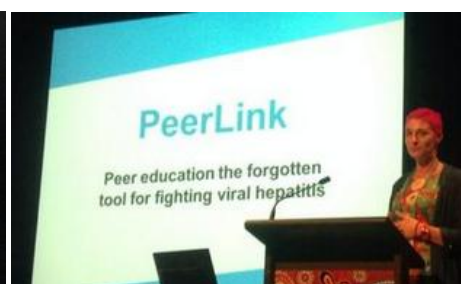 PeerLink
Peer education the forgotten
tool for fighting viral hepatitis